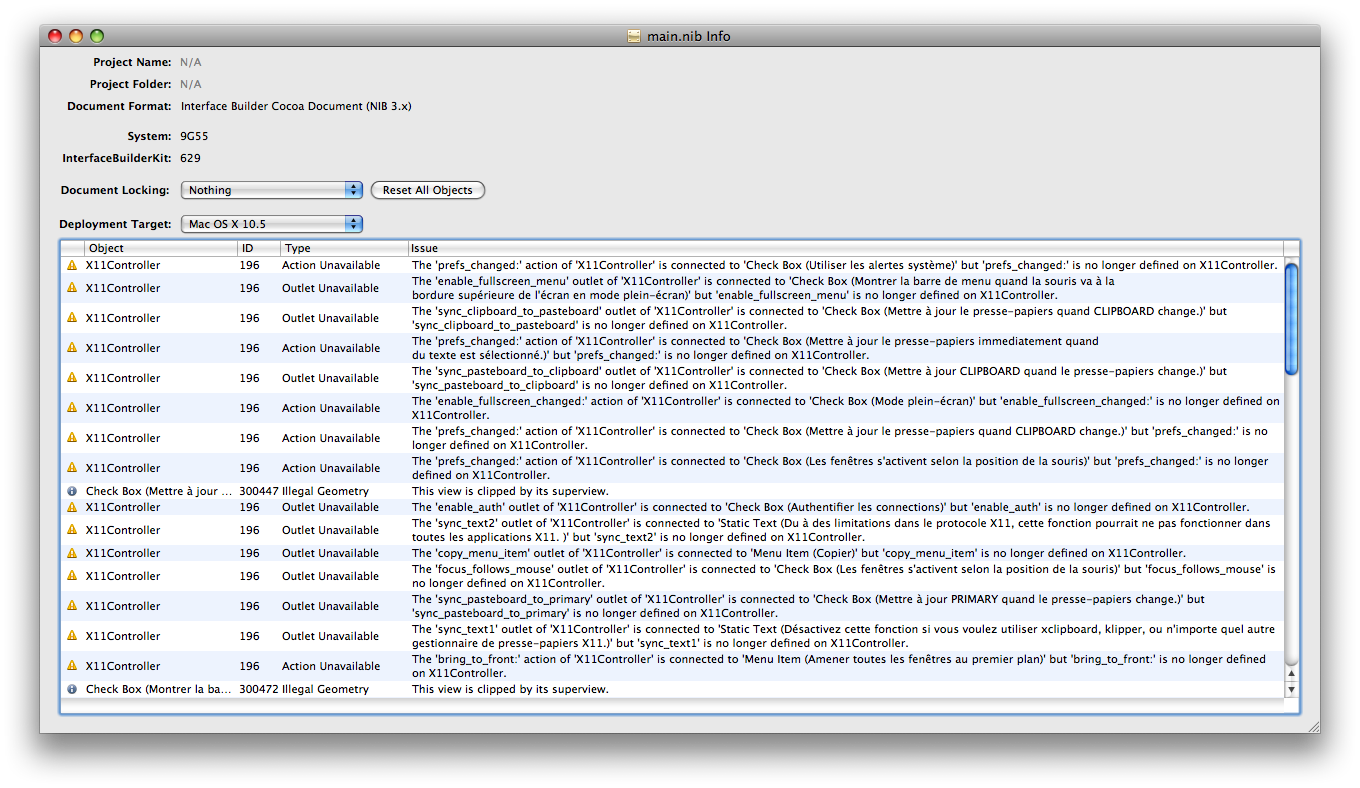 main.nib Info
Project Name: N/A
Project Folder: N/A
Document Format: Interface Builder Cocoa Document (NIB 3.x)
System: 9G55
InterfaceBuilderKit: 629
Document Locking: Nothing Reset All Objects
Deployment Target: Mac OS X 10.5
Object ID Type Issue
X11Controller 196 Action Unavailable The 'prefs_changed:' action of 'X11Controller' is connected to 'Check Box (Utiliser les alertes système)' but 'prefs_changed:' is no longer defined on X11Controller.
X11Controller 196 Outlet Unavailable The 'enable_fullscreen_menu' outlet of 'X11Controller' is connected to 'Check Box (Montrer la barre de menu quand la souris va à la
bordure supérieure de l'écran en mode plein-écran)' but 'enable_fullscreen_menu' is no longer defined on X11Controller.
X11Controller 196 Outlet Unavailable The 'sync_clipboard_to_pasteboard' outlet of 'X11Controller' is connected to 'Check Box (Mettre à jour le presse-papiers quand CLIPBOARD change.)' but
'sync_clipboard_to_pasteboard' is no longer defined on X11Controller.
X11Controller 196 Action Unavailable The 'prefs_changed:' action of 'X11Controller' is connected to 'Check Box (Mettre à jour le presse-papiers immediatement quand
du texte est sélectionné.)' but 'prefs_changed:' is no longer defined on X11Controller.
X11Controller 196 Outlet Unavailable The 'sync_pasteboard_to_clipboard' outlet of 'X11Controller' is connected to 'Check Box (Mettre à jour CLIPBOARD quand le presse-papiers change.)' but
'sync_pasteboard_to_clipboard' is no longer defined on X11Controller.
X11Controller 196 Action Unavailable The 'enable_fullscreen_changed:' action of 'X11Controller' is connected to 'Check Box (Mode plein-écran)' but 'enable_fullscreen_changed:' is no longer defined on
X11Controller.
X11Controller 196 Action Unavailable The 'prefs_changed:' action of 'X11Controller' is connected to 'Check Box (Mettre à jour le presse-papiers quand CLIPBOARD change.)' but 'prefs_changed:' is no
longer defined on X11Controller.
X11Controller 196 Action Unavailable The 'prefs_changed:' action of 'X11Controller' is connected to 'Check Box (Les fenêtres s'activent selon la position de la souris)' but 'prefs_changed:' is no longer
defined on X11Controller.
Check Box (Mettre à jour ... 300447 Illegal Geometry This view is clipped by its superview.
X11Controller 196 Outlet Unavailable The 'enable_auth' outlet of 'X11Controller' is connected to 'Check Box (Authentifier les connections)' but 'enable_auth' is no longer defined on X11Controller.
X11Controller 196 Outlet Unavailable The 'sync_text2' outlet of 'X11Controller' is connected to 'Static Text (Du à des limitations dans le protocole X11, cette fonction pourrait ne pas fonctionner dans
toutes les applications X11. )' but 'sync_text2' is no longer defined on X11Controller.
X11Controller 196 Outlet Unavailable The 'copy_menu_item' outlet of 'X11Controller' is connected to 'Menu Item (Copier)' but 'copy_menu_item' is no longer defined on X11Controller.
X11Controller 196 Outlet Unavailable The 'focus_follows_mouse' outlet of 'X11Controller' is connected to 'Check Box (Les fenêtres s'activent selon la position de la souris)' but 'focus_follows_mouse' is
no longer defined on X11Controller.
X11Controller 196 Outlet Unavailable The 'sync_pasteboard_to_primary' outlet of 'X11Controller' is connected to 'Check Box (Mettre à jour PRIMARY quand le presse-papiers change.)' but
'sync_pasteboard_to_primary' is no longer defined on X11Controller.
X11Controller 196 Outlet Unavailable The 'sync_text1' outlet of 'X11Controller' is connected to 'Static Text (Désactivez cette fonction si vous voulez utiliser xclipboard, klipper, ou n'importe quel autre
gestionnaire de presse-papiers X11.)' but 'sync_text1' is no longer defined on X11Controller.
X11Controller 196 Action Unavailable The 'bring_to_front:' action of 'X11Controller' is connected to 'Menu Item (Amener toutes les fenêtres au premier plan)' but 'bring_to_front:' is no longer defined
on X11Controller.
Check Box (Montrer la ba... 300472 Illegal Geometry This view is clipped by its superview.